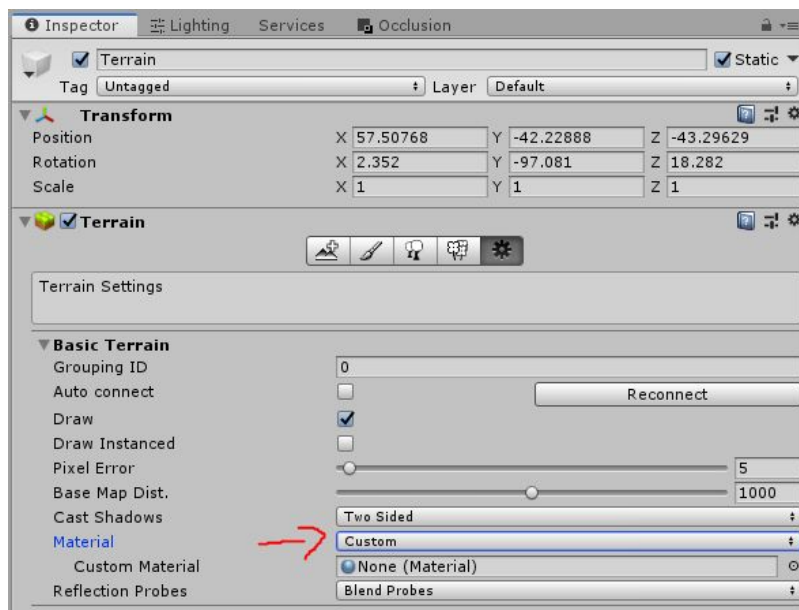 Inspector Lighting Services Occlusion
Terrain Static
Tag Untagged Layer Default
Transform
Position X 57.50768 Y -42.22888 Z -43.29629
Rotation X 2.352 Y -97.081 Z 18.282
Scale X 1 Y 1 Z 1
Terrain
Terrain Settings
Basic Terrain
Grouping ID 0
Auto connect Reconnect
Draw
Draw Instanced
Pixel Error 5
Base Map Dist. 1000
Cast Shadows Two Sided
Material Custom
Custom Material None (Material)
Reflection Probes Blend Probes